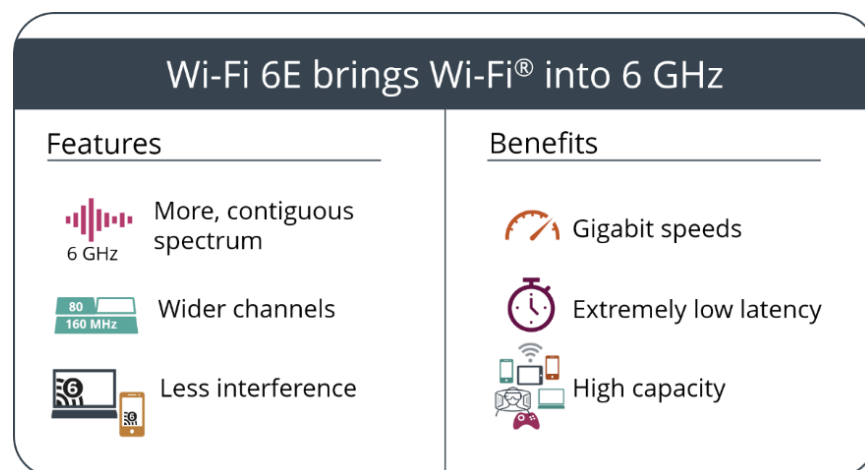 Wi-Fi 6E brings Wi-Fi® into 6 GHz
Features
6 GHz
More, contiguous
spectrum
80
160 MHz
Wider channels
6
6
Less interference
Benefits
Gigabit speeds
Extremely low latency
High capacity